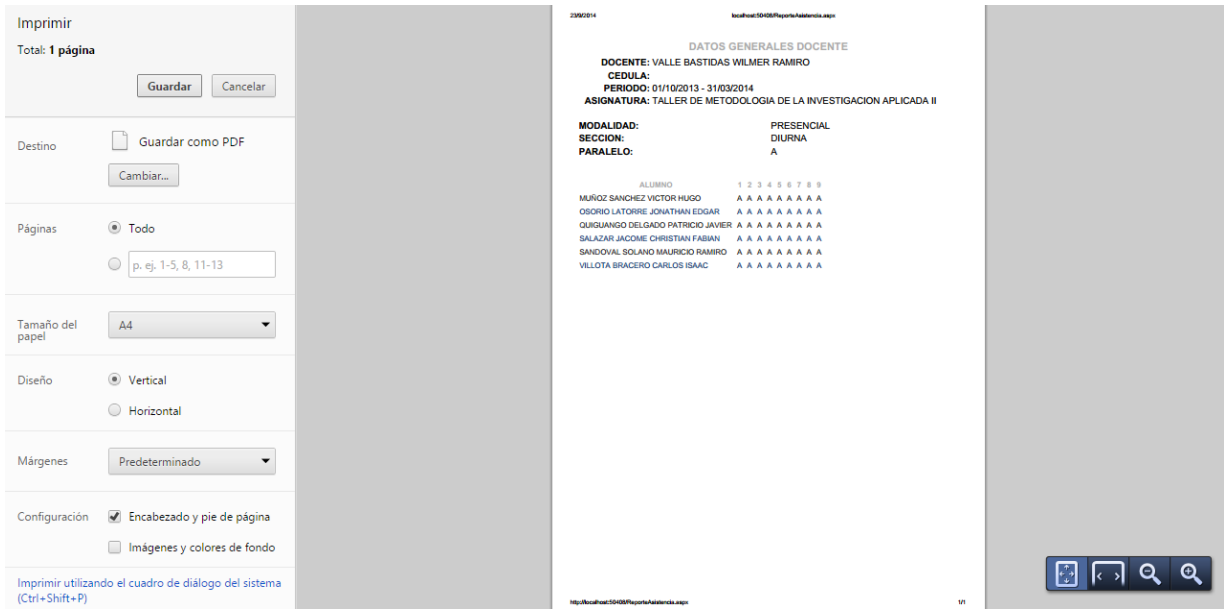 Imprimir
Total: 1 página
Guardar
Cancelar
Destino
Guardar como PDF
Cambiar...
Páginas
Todo
p. ej. 1-5, 8, 11-13
Tamaño del
papel
A4
Diseño
Vertical
Horizontal
Márgenes
Predeterminado
Configuración
Encabezado y pie de página
Imágenes y colores de fondo
Imprimir utilizando el cuadro de diálogo del sistema
(Ctrl+Shift+P)
23/9/2014 localhost:50408/ReporteAsistencia.aspx
DATOS GENERALES DOCENTE
DOCENTE: VALLE BASTIDAS WILMER RAMIRO
CEDULA:
PERIODO: 01/10/2013 - 31/03/2014
ASIGNATURA: TALLER DE METODOLOGIA DE LA INVESTIGACION APLICADA II
MODALIDAD: PRESENCIAL
SECCION: DIURNA
PARALELO: A
ALUMNO 1 2 3 4 5 6 7 8 9
MUÑOZ SANCHEZ VICTOR HUGO A A A A A A A A A
OSORIO LATORRE JONATHAN EDGAR A A A A A A A A A
QUIGUANGO DELGADO PATRICIO JAVIER A A A A A A A A A
SALAZAR JACOME CHRISTIAN FABIAN A A A A A A A A A
SANDOVAL SOLANO MAURICIO RAMIRO A A A A A A A A A
VILLOTA BRACERO CARLOS ISAAC A A A A A A A A A
http://localhost:50408/ReporteAsistencia.aspx 1/1